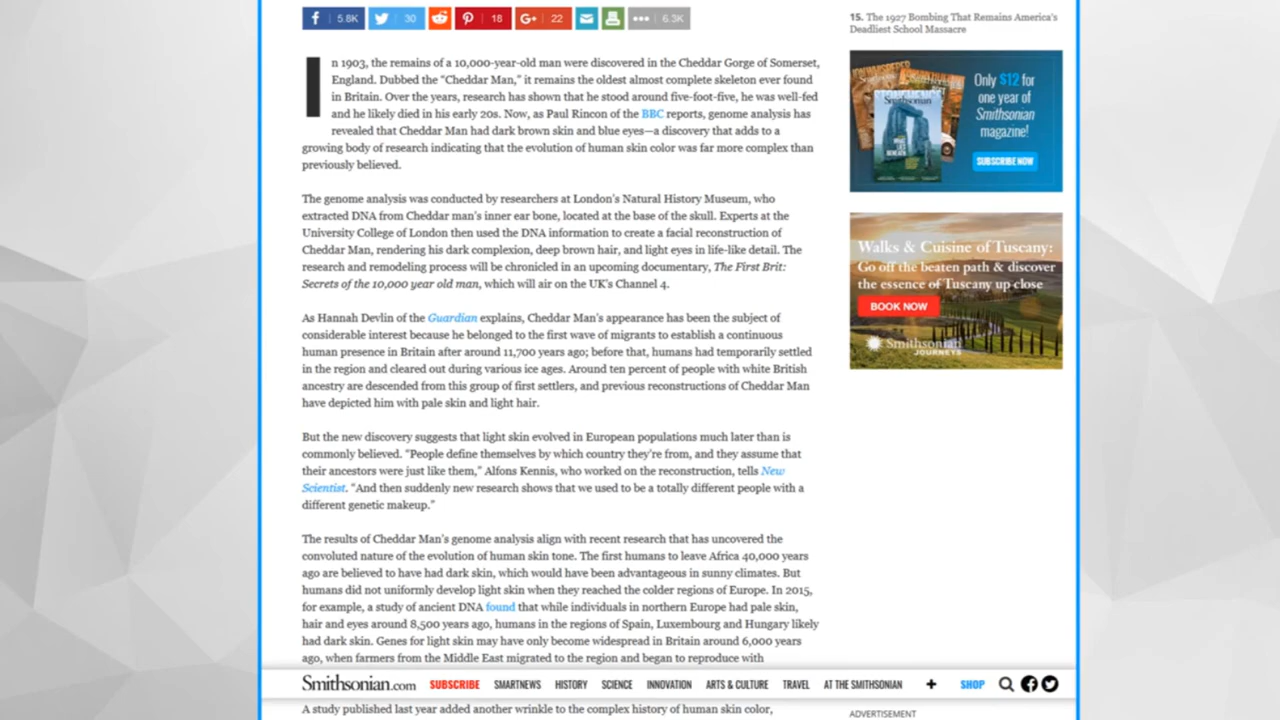 5.8K
30
18
G+ 22
6.3K
15. The 1927 Bombing That Remains America's
Deadliest School Massacre
In 1903, the remains of a 10,000-year-old man were discovered in the Cheddar Gorge of Somerset,
England. Dubbed the “Cheddar Man,” it remains the oldest almost complete skeleton ever found
in Britain. Over the years, research has shown that he stood around five-foot-five, he was well-fed
and he likely died in his early 20s. Now, as Paul Rincon of the BBC reports, genome analysis has
revealed that Cheddar Man had dark brown skin and blue eyes—a discovery that adds to a
growing body of research indicating that the evolution of human skin color was far more complex than
previously believed.
The genome analysis was conducted by researchers at London's Natural History Museum, who
extracted DNA from Cheddar man's inner ear bone, located at the base of the skull. Experts at the
University College of London then used the DNA information to create a facial reconstruction of
Cheddar Man, rendering his dark complexion, deep brown hair, and light eyes in life-like detail. The
research and remodeling process will be chronicled in an upcoming documentary, The First Brit:
Secrets of the 10,000 year old man, which will air on the UK's Channel 4.
As Hannah Devlin of the Guardian explains, Cheddar Man's appearance has been the subject of
considerable interest because he belonged to the first wave of migrants to establish a continuous
human presence in Britain after around 11,700 years ago; before that, humans had temporarily settled
in the region and cleared out during various ice ages. Around ten percent of people with white British
ancestry are descended from this group of first settlers, and previous reconstructions of Cheddar Man
have depicted him with pale skin and light hair.
But the new discovery suggests that light skin evolved in European populations much later than is
commonly believed. “People define themselves by which country they're from, and they assume that
their ancestors were just like them,” Alfons Kennis, who worked on the reconstruction, tells New
Scientist. “And then suddenly new research shows that we used to be a totally different people with a
different genetic makeup.”
The results of Cheddar Man's genome analysis align with recent research that has uncovered the
convoluted nature of the evolution of human skin tone. The first humans to leave Africa 40,000 years
ago are believed to have had dark skin, which would have been advantageous in sunny climates. But
humans did not uniformly develop light skin when they reached the colder regions of Europe. In 2015,
for example, a study of ancient DNA found that while individuals in northern Europe had pale skin,
hair and eyes around 8,500 years ago, humans in the regions of Spain, Luxembourg and Hungary likely
had dark skin. Genes for light skin may have only become widespread in Britain around 6,000 years
ago, when farmers from the Middle East migrated to the region and began to reproduce with
Smithsonian
Only $12 for
one year of
Smithsonian
magazine!
SUBSCRIBE NOW
Walks & Cuisine of Tuscany:
Go off the beaten path & discover
the essence of Tuscany up close
BOOK NOW
Smithsonian
JOURNEYS
Smithsonian.com SUBSCRIBE SMARTNEWS HISTORY SCIENCE INNOVATION ARTS & CULTURE TRAVEL AT THE SMITHSONIAN + SHOP
A study published last year added another wrinkle to the complex history of human skin color,
ADVERTISEMENT